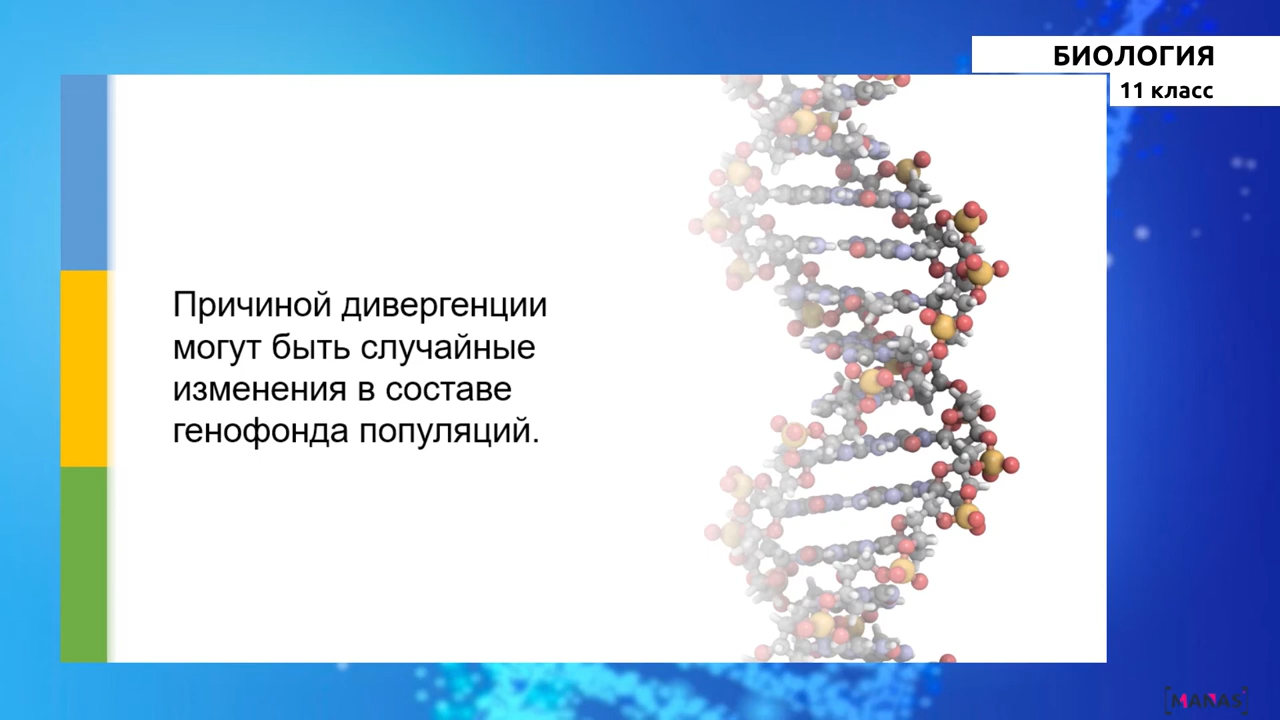 БИОЛОГИЯ
11 класс
Причиной дивергенции
могут быть случайные
изменения в составе
генофонда популяций.
MANAS